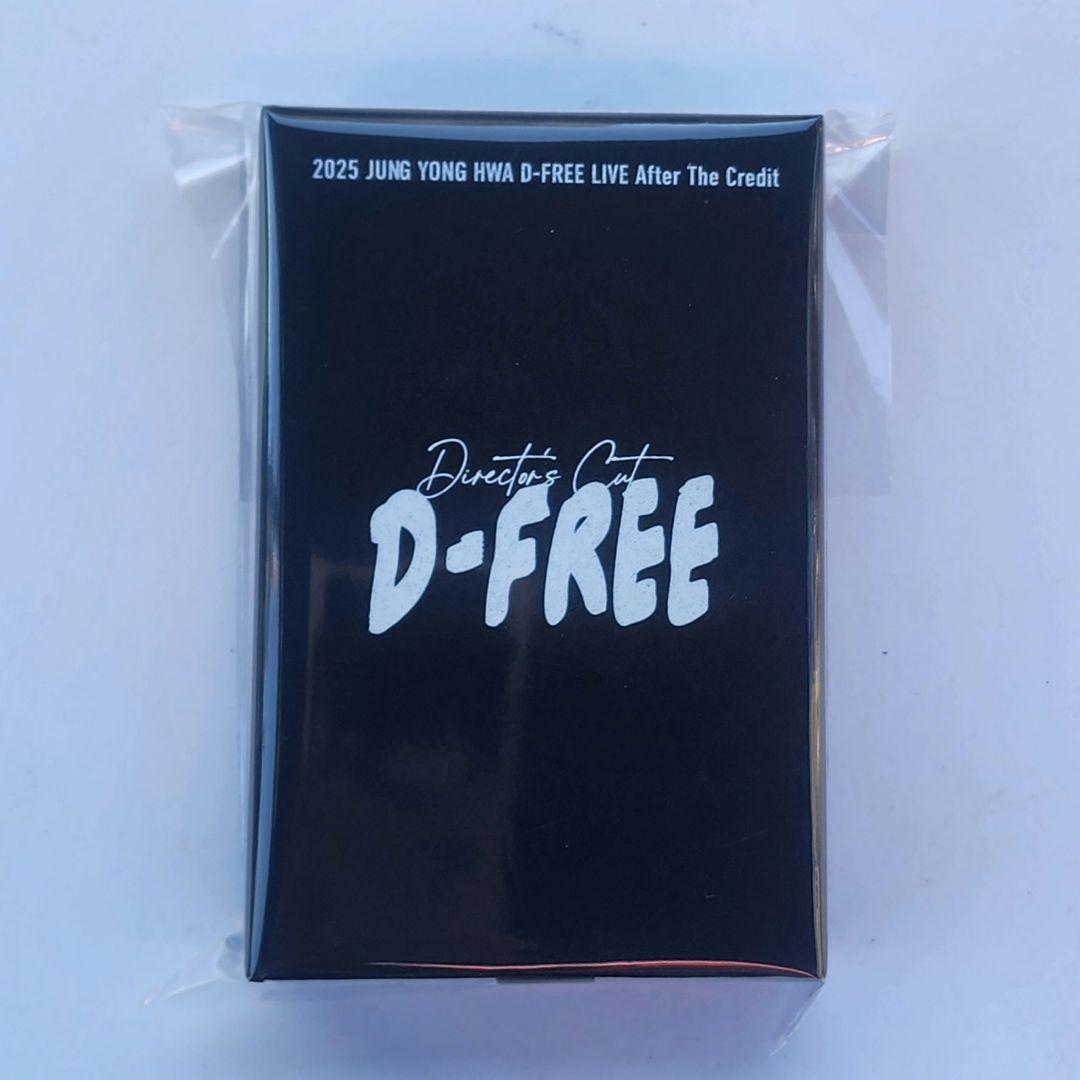 2025 JUNG YONG HWA D-FREE LIVE After The Credit
Director's Cut
D-FREE